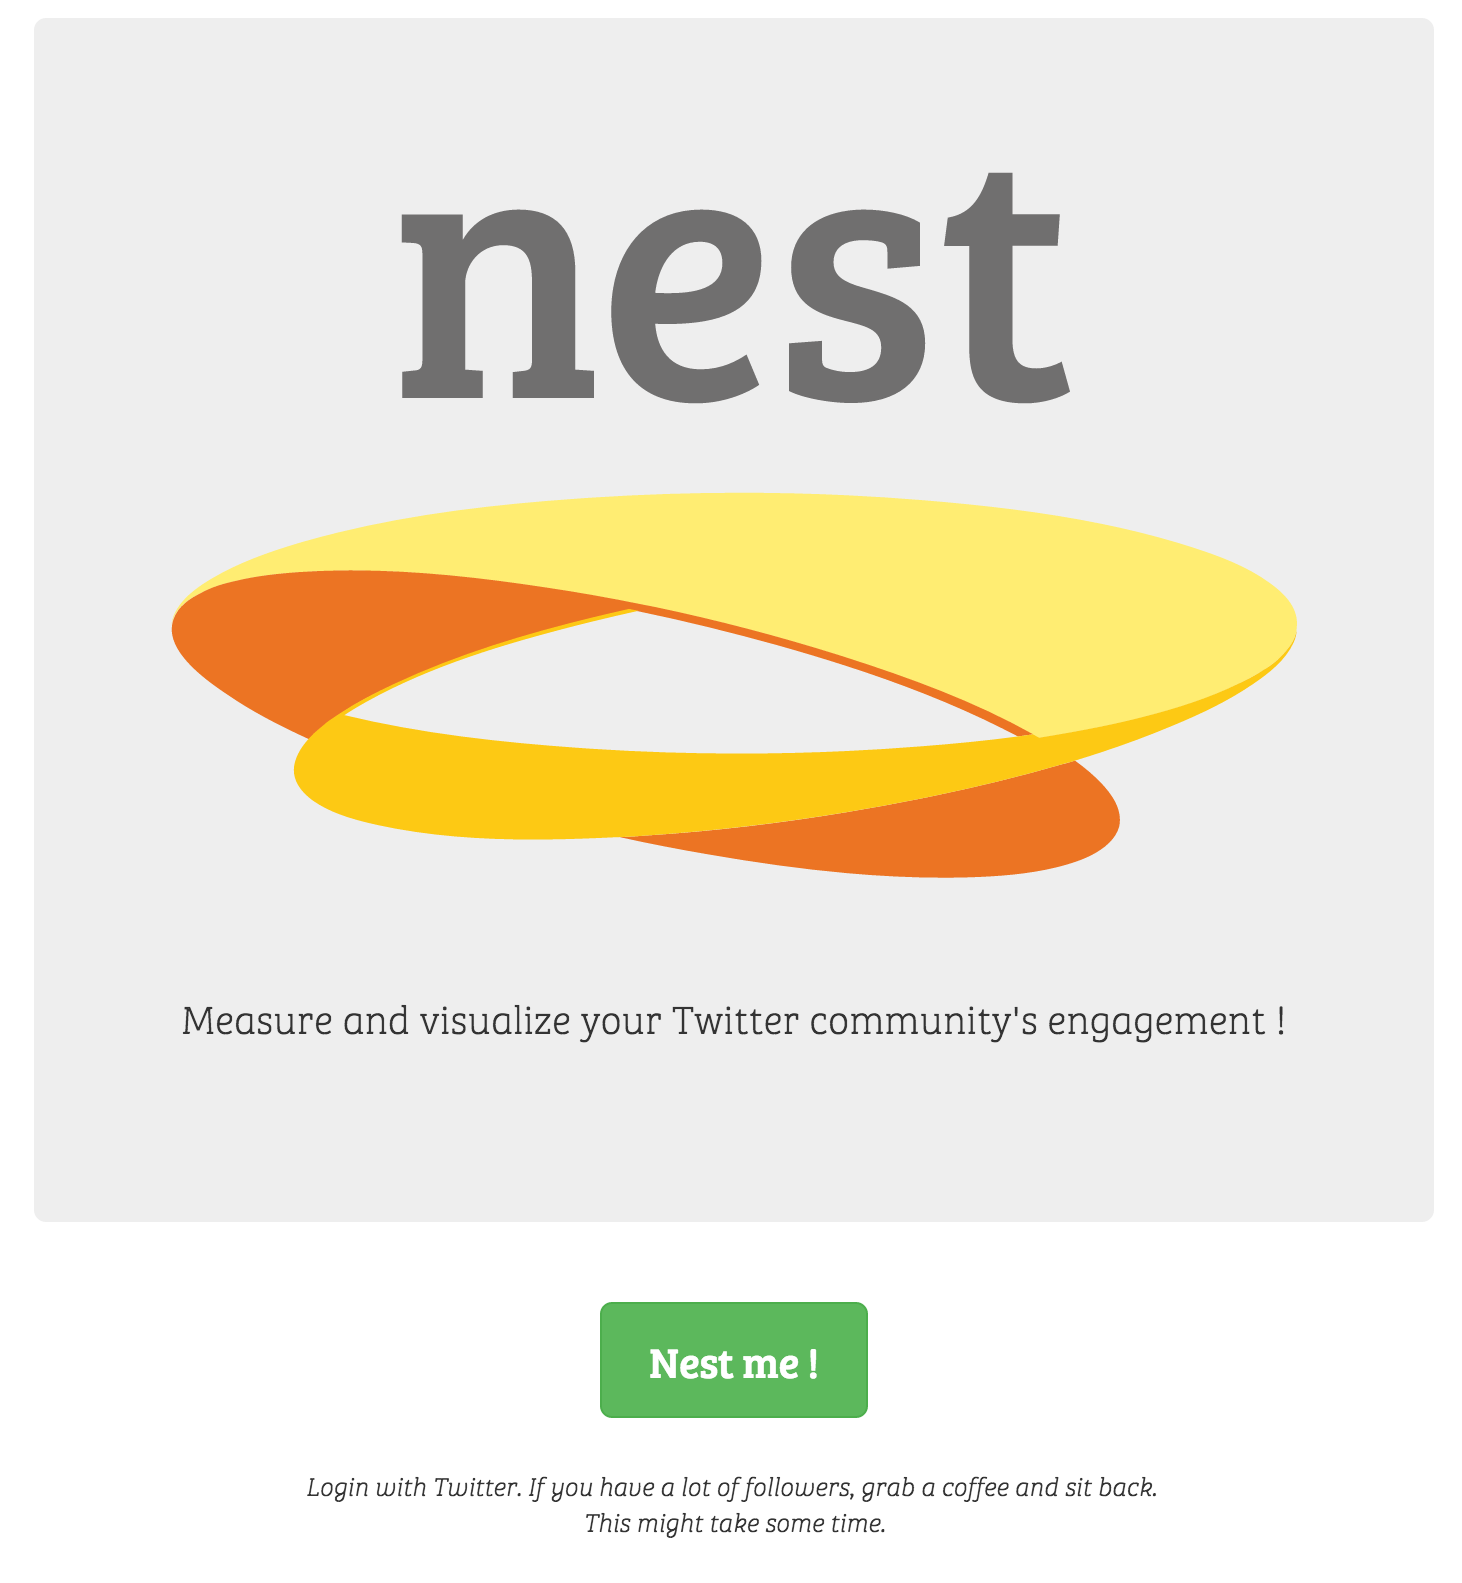 nest
Measure and visualize your Twitter community's engagement !
Nest me !
Login with Twitter. If you have a lot of followers, grab a coffee and sit back.
This might take some time.